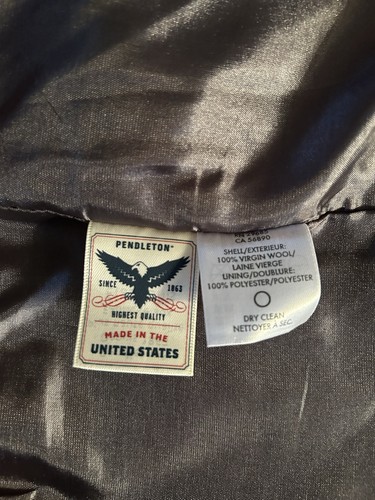 PENDLETON®
SINCE 1863
HIGHEST QUALITY
MADE IN THE
UNITED STATES
CA 56890
SHELL/EXTERIEUR:
100% VIRGIN WOOL/
LAINE VIERGE
LINING/DOUBLURE:
100% POLYESTER/POLYESTER
DRY CLEAN
NETTOYER À SEC